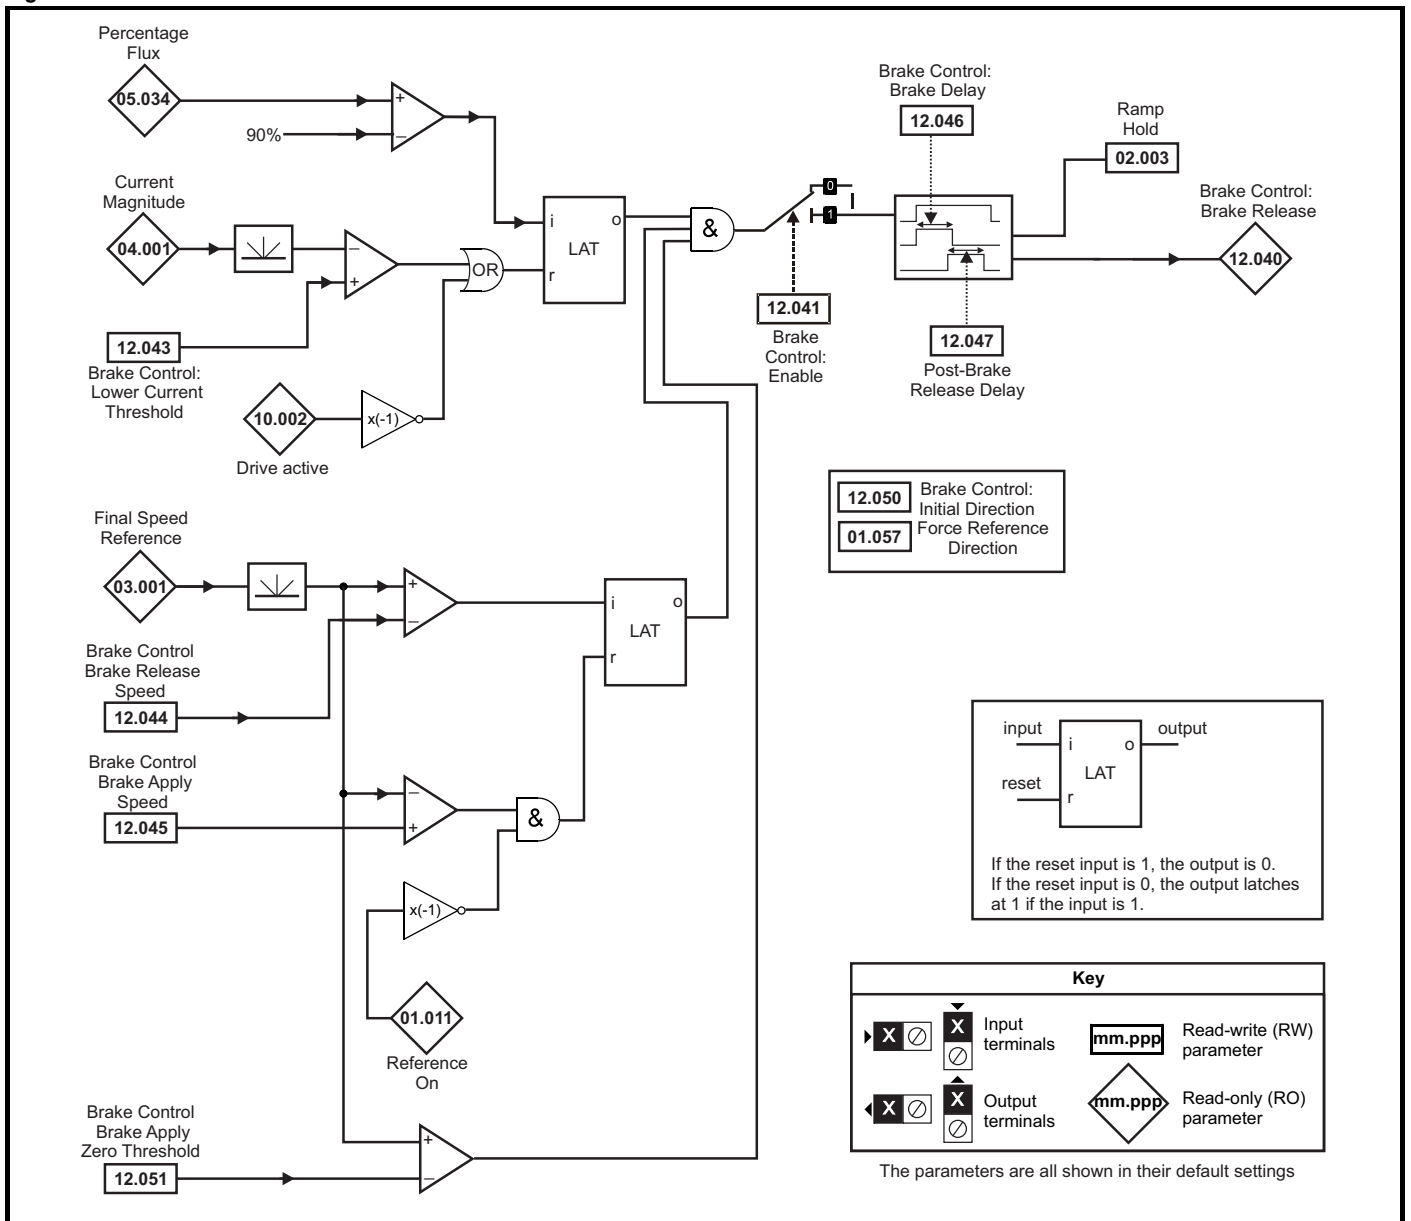 Percentage
Flux
05.034
+
90%
–
Current
Magnitude
04.001
–
+
OR
12.043
Brake Control:
Lower Current
Threshold
10.002
x(-1)
Drive active
i
o
LAT
r
&
0
1
12.041
Brake
Control:
Enable
Brake Control:
Brake Delay
12.046
12.047
Post-Brake
Release Delay
Ramp
Hold
02.003
Brake Control:
Brake Release
12.040
12.050
Brake Control:
Initial Direction
01.057
Force Reference
Direction
Final Speed
Reference
03.001
+
–
i
o
LAT
r
Brake Control
Brake Release
Speed
12.044
Brake Control
Brake Apply
Speed
12.045
–
+
&
x(-1)
01.011
Reference
On
Brake Control
Brake Apply
Zero Threshold
12.051
+
–
input
output
i
o
LAT
reset
r
If the reset input is 1, the output is 0.
If the reset input is 0, the output latches
at 1 if the input is 1.
Key
X
X
Input
terminals
mm.ppp
Read-write (RW)
parameter
X
X
Output
terminals
mm.ppp
Read-only (RO)
parameter
The parameters are all shown in their default settings